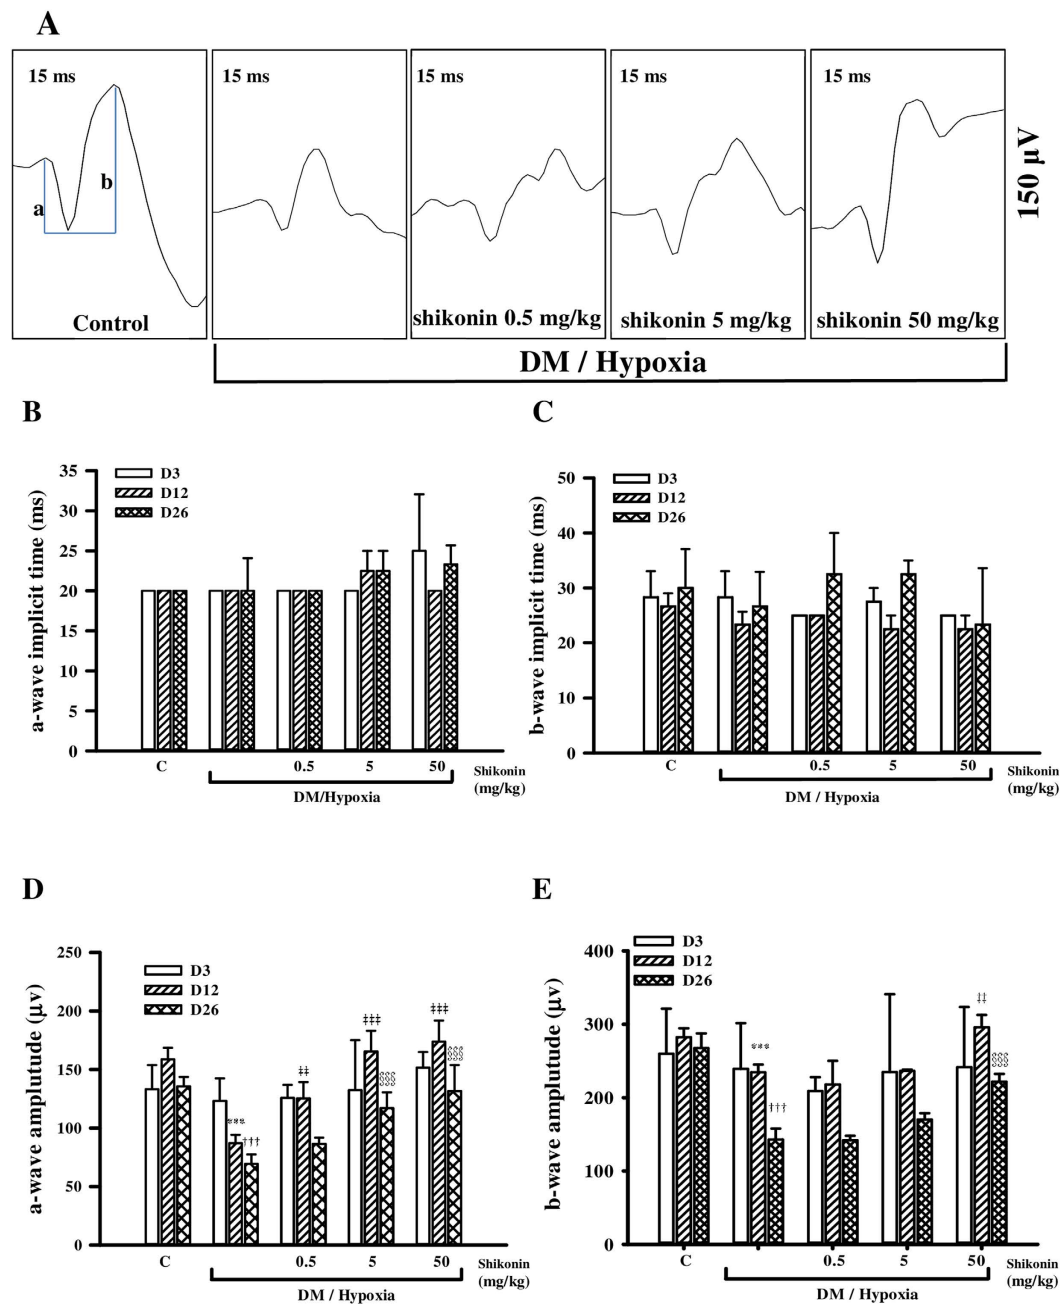 A
15 ms 15 ms 15 ms 15 ms 15 ms
b
a
150 μV
Control shikonin 0.5 mg/kg shikonin 5 mg/kg shikonin 50 mg/kg
DM / Hypoxia
B
a-wave implicit time (ms)
D3
D12
D26
35
30
25
20
15
10
5
0
C 0.5 5 50 Shikonin
(mg/kg)
DM/Hypoxia
C
b-wave implicit time (ms)
D3
D12
D26
50
40
30
20
10
0
C 0.5 5 50 Shikonin
(mg/kg)
DM / Hypoxia
D
a-wave amplutude (μv)
D3
D12
D26
250
200
150
100
50
0
***
†††
‡‡
‡‡‡
§§§
‡‡‡
§§§
C 0.5 5 50 Shikonin
(mg/kg)
DM / Hypoxia
E
b-wave amplutude (μv)
D3
D12
D26
400
300
200
100
0
***
†††
‡‡
§§§
C 0.5 5 50 Shikonin
(mg/kg)
DM / Hypoxia